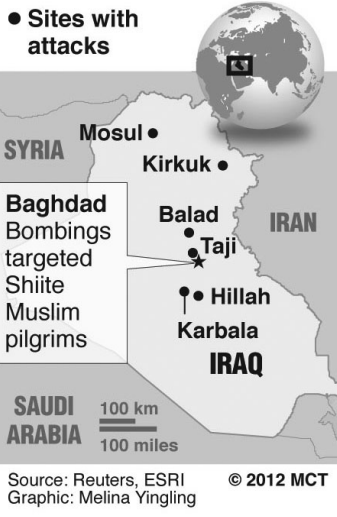 Sites with
attacks
Mosul
SYRIA
Kirkuk
Baghdad
Bombings
targeted
Shiite
Muslim
pilgrims
Balad
IRAN
Taji
Hillah
Karbala
IRAQ
SAUDI
ARABIA
100 km
100 miles
Source: Reuters, ESRI
Graphic: Melina Yingling
© 2012 MCT